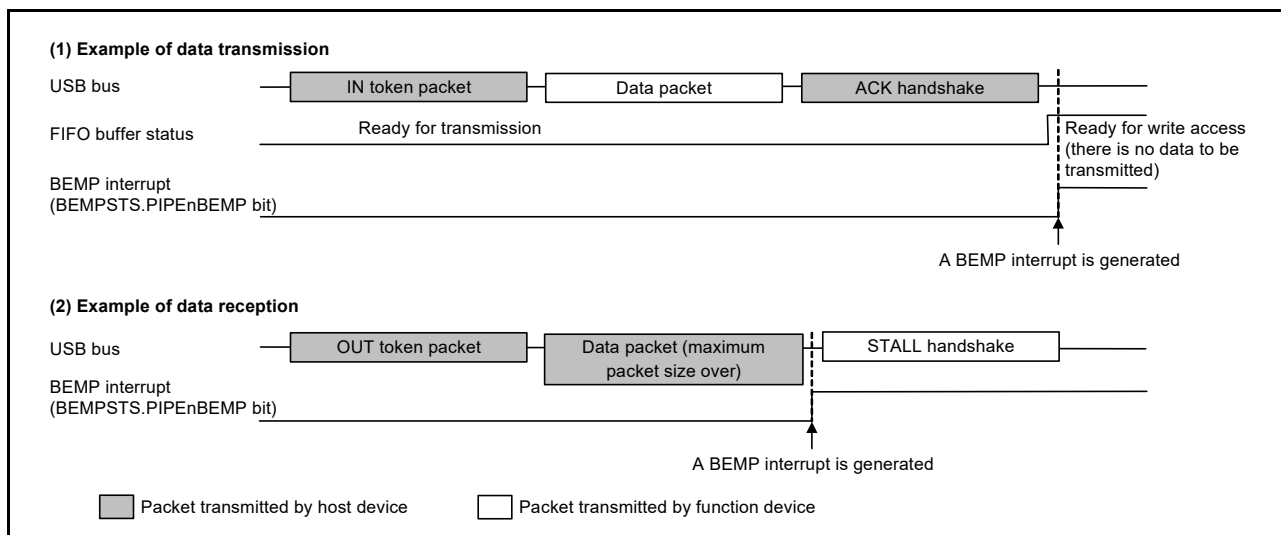 (1) Example of data transmission
USB bus
IN token packet
Data packet
ACK handshake
FIFO buffer status
Ready for transmission
Ready for write access
(there is no data to be
transmitted)
BEMP interrupt
(BEMPSTS.PIPEnBEMP bit)
A BEMP interrupt is generated
(2) Example of data reception
USB bus
OUT token packet
Data packet (maximum
packet size over)
STALL handshake
BEMP interrupt
(BEMPSTS.PIPEnBEMP bit)
A BEMP interrupt is generated
Packet transmitted by host device
Packet transmitted by function device